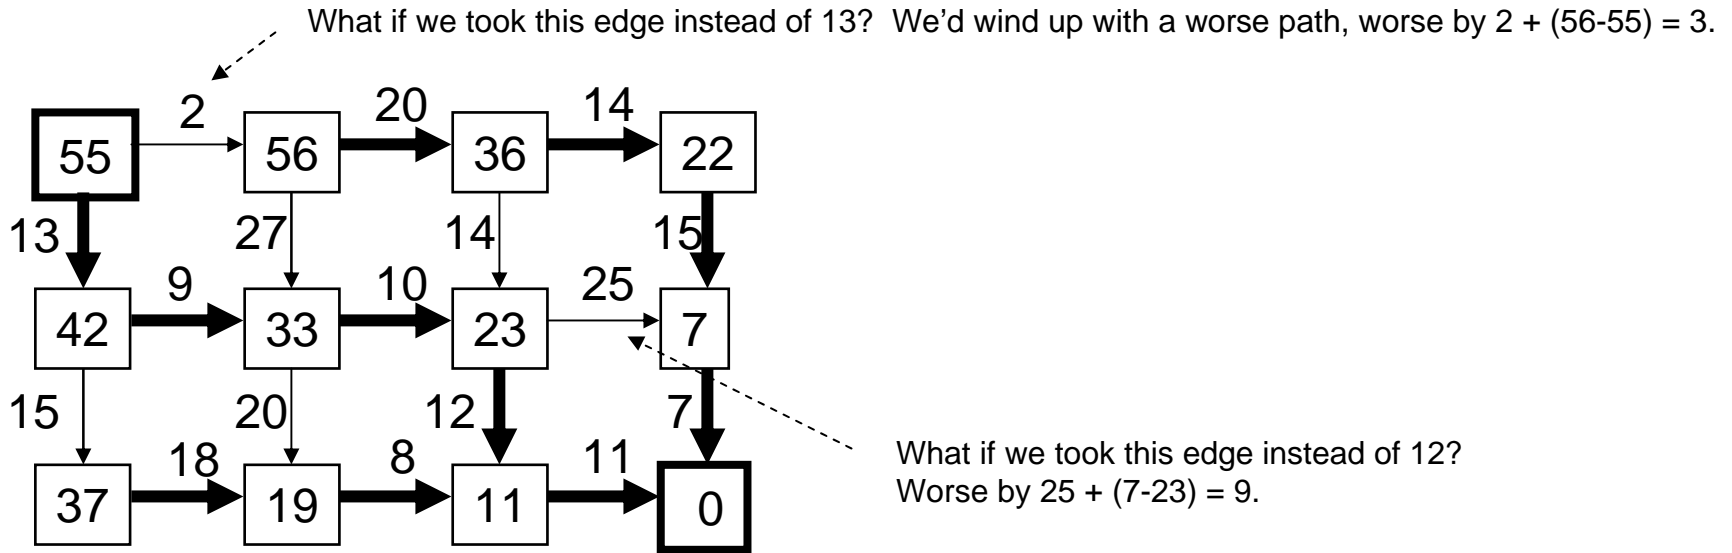 What if we took this edge instead of 13? We'd wind up with a worse path, worse by 2 + (56-55) = 3.
2 20 14
55 56 36 22
13 27 14 15
9 10 25
42 33 23 7
15 20 12 7
18 8 11
37 19 11 0
What if we took this edge instead of 12?
Worse by 25 + (7-23) = 9.